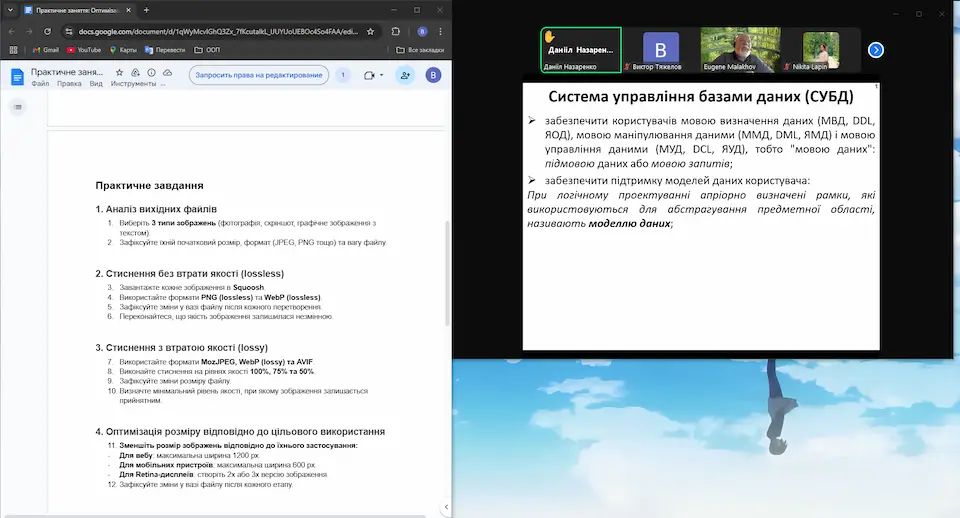 Практичне заняття: Оптиміза
docs.google.com/document/d/1qWyMcvlGhQ3Zx_7fKcutalkl_UUYUoUEBOc4So4FAA/edi...
В
Gmail
YouTube
Карты
Перевести
ООП
Все закладки
Практичне заня...
Файл Правка Вид Инструменты ...
Запросить права на редактирование
1
В
Практичне завдання
1. Аналіз вихідних файлів
1. Виберіть 3 типи зображень (фотографія, скріншот, графічне зображення з
текстом).
2. Зафіксуйте їхній початковий розмір, формат (JPEG, PNG тощо) та вагу файлу.
2. Стиснення без втрати якості (lossless)
3. Завантажте кожне зображення в Squoosh.
4. Використайте формати PNG (lossless) та WebP (lossless).
5. Зафіксуйте зміни у вазі файлу після кожного перетворення.
6. Переконайтеся, що якість зображення залишилася незмінною.
3. Стиснення з втратою якості (lossy)
7. Використайте формати MozJPEG, WebP (lossy) та AVIF.
8. Виконайте стиснення на рівнях якості 100%, 75% та 50%.
9. Зафіксуйте зміни розміру файлу.
10. Визначте мінімальний рівень якості, при якому зображення залишається
прийнятним.
4. Оптимізація розміру відповідно до цільового використання
11. Зменшіть розмір зображень відповідно до їхнього застосування:
- Для вебу: максимальна ширина 1200 px.
- Для мобільних пристроїв: максимальна ширина 600 px.
- Для Retina-дисплеїв: створіть 2x або 3x версію зображення.
12. Зафіксуйте зміни у вазі файлу після кожного етапу.
Данііл Назарен...
Данііл Назаренко
В
Виктор Тяжелов
Eugene Malakhov
Nikita Lapin
1
Система управління базами даних (СУБД)
➢ забезпечити користувачів мовою визначення даних (МВД, DDL,
ЯОД), мовою маніпулювання даними (ММД, DML, ЯМД) і мовою
управління даними (МУД, DCL, ЯУД), тобто "мовою даних":
підмовою даних або мовою запитів;
➢ забезпечити підтримку моделей даних користувача:
При логічному проектуванні апріорно визначені рамки, які
використовуються для абстрагування предметної області,
називають моделлю даних;